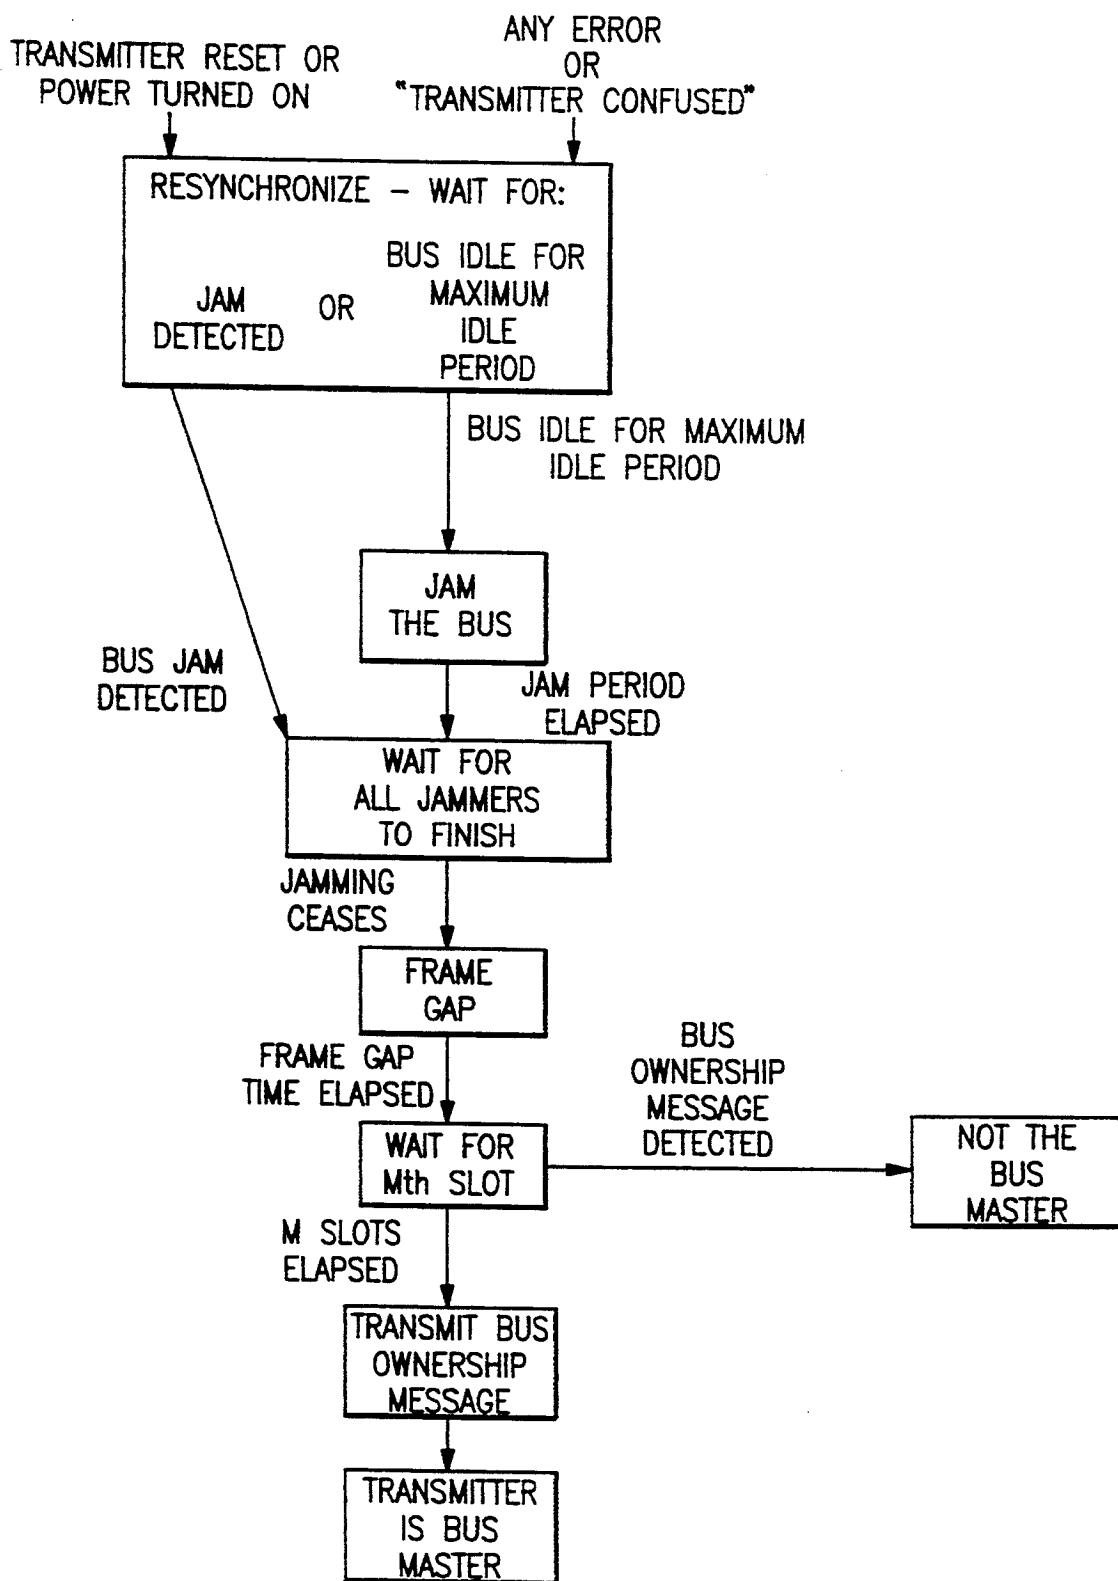 TRANSMITTER RESET OR
POWER TURNED ON
ANY ERROR
OR
"TRANSMITTER CONFUSED"
RESYNCHRONIZE - WAIT FOR:
JAM
DETECTED
OR
BUS IDLE FOR
MAXIMUM
IDLE
PERIOD
BUS IDLE FOR MAXIMUM
IDLE PERIOD
JAM
THE BUS
BUS JAM
DETECTED
JAM PERIOD
ELAPSED
WAIT FOR
ALL JAMMERS
TO FINISH
JAMMING
CEASES
FRAME
GAP
FRAME GAP
TIME ELAPSED
BUS
OWNERSHIP
MESSAGE
DETECTED
WAIT FOR
Mth SLOT
NOT THE
BUS
MASTER
M SLOTS
ELAPSED
TRANSMIT BUS
OWNERSHIP
MESSAGE
TRANSMITTER
IS BUS
MASTER